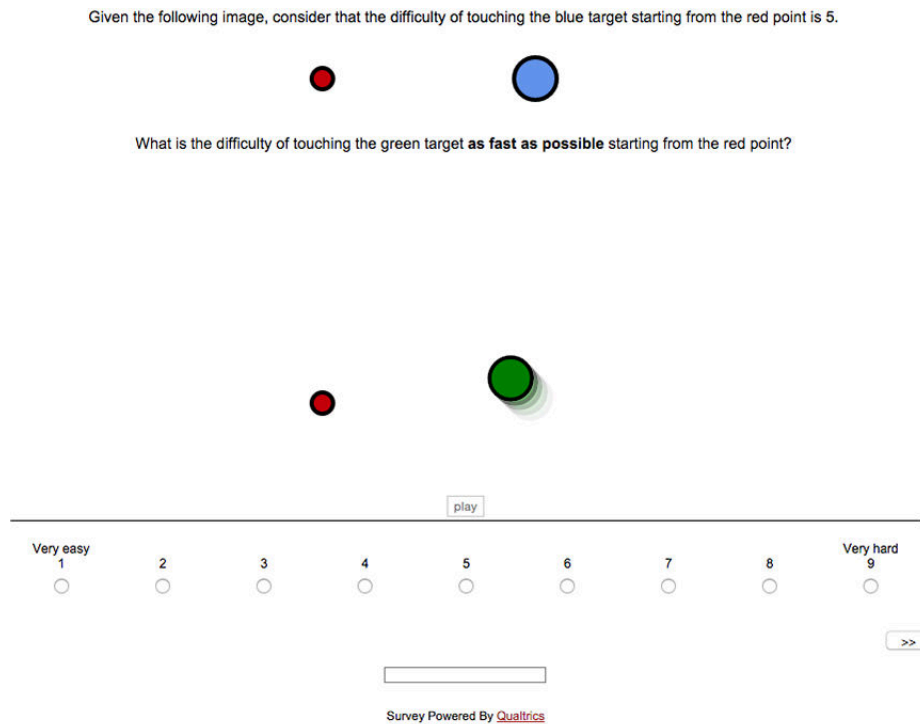 Given the following image, consider that the difficulty of touching the blue target starting from the red point is 5.
What is the difficulty of touching the green target as fast as possible starting from the red point?
play
Very easy Very hard
1 2 3 4 5 6 7 8 9
>>
Survey Powered By Qualtrics